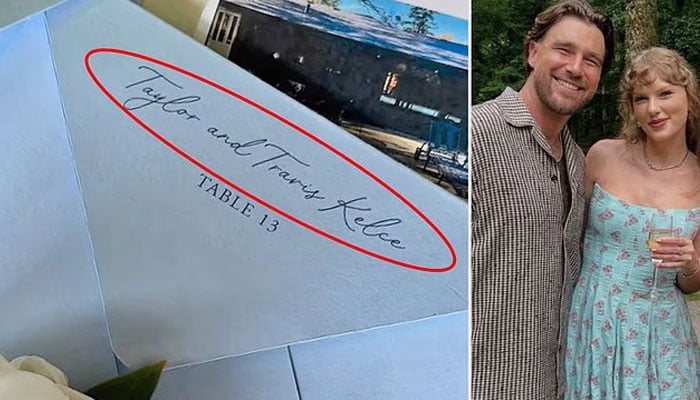 Taylor and Travis Kelce
TABLE 13